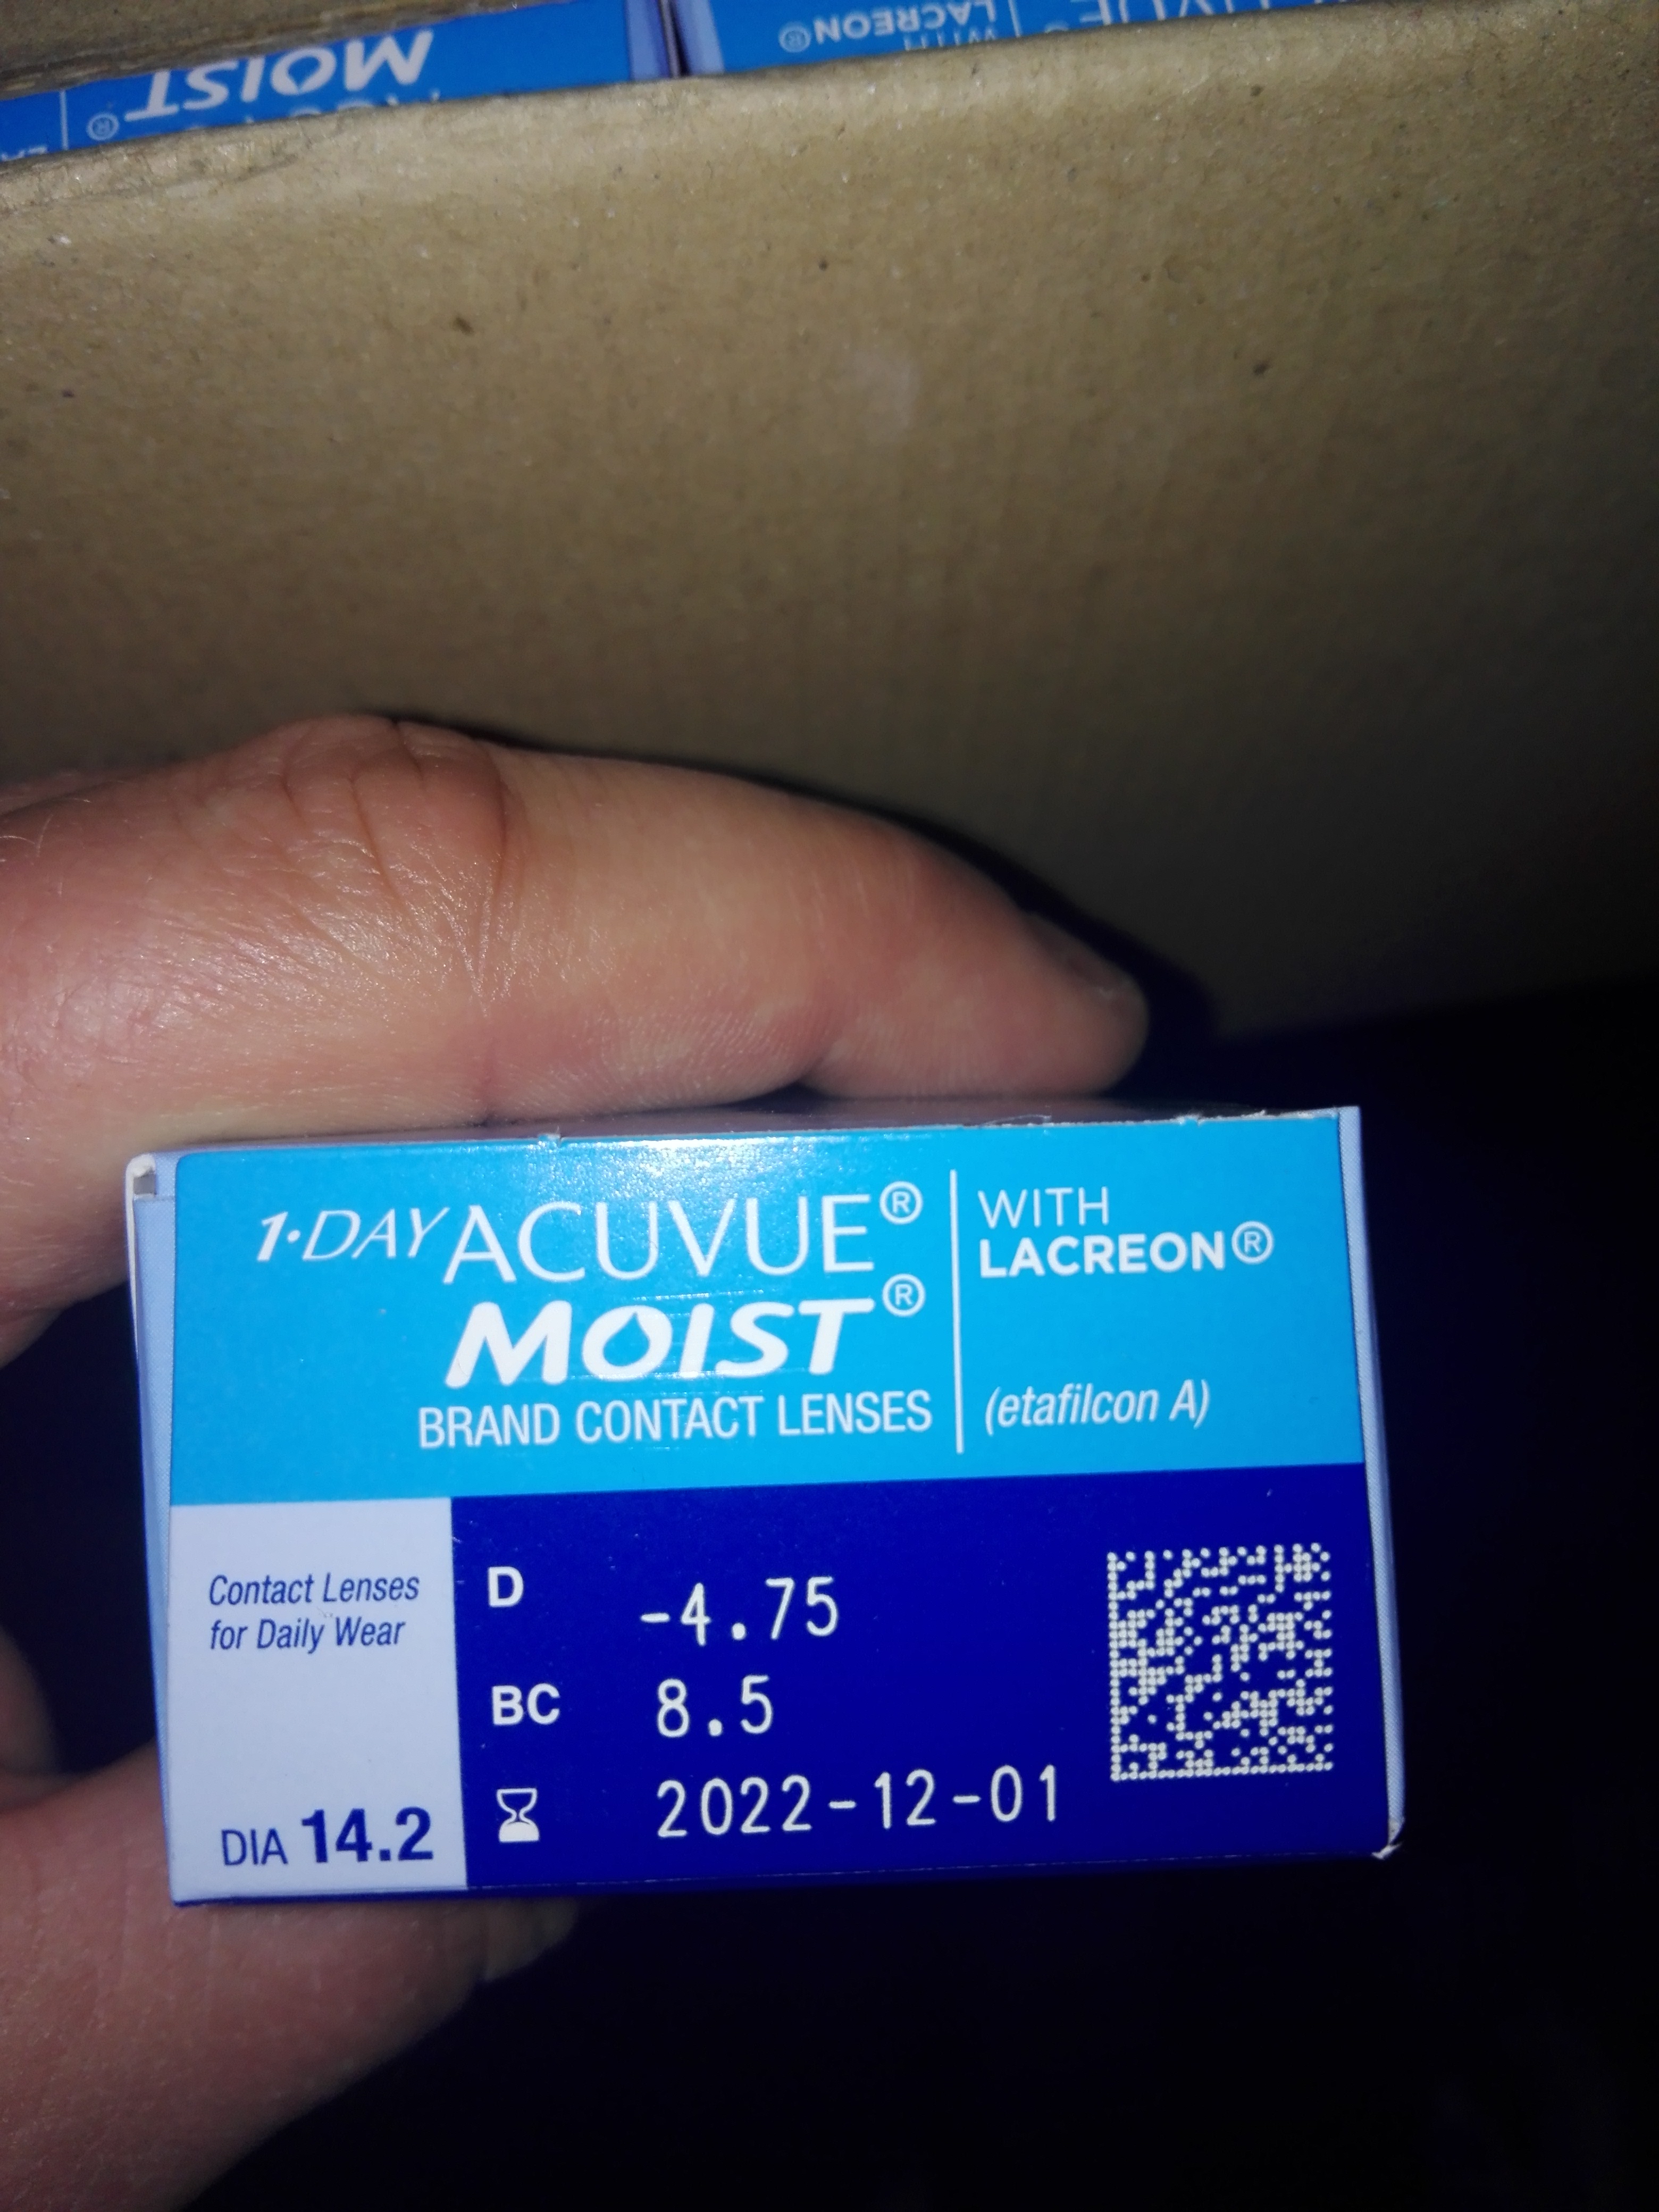 MOIST®
WITH
LACREON®
1·DAY ACUVUE®
MOIST®
BRAND CONTACT LENSES
WITH
LACREON®
(etafilcon A)
Contact Lenses
for Daily Wear
DIA 14.2
D -4.75
BC 8.5
2022-12-01